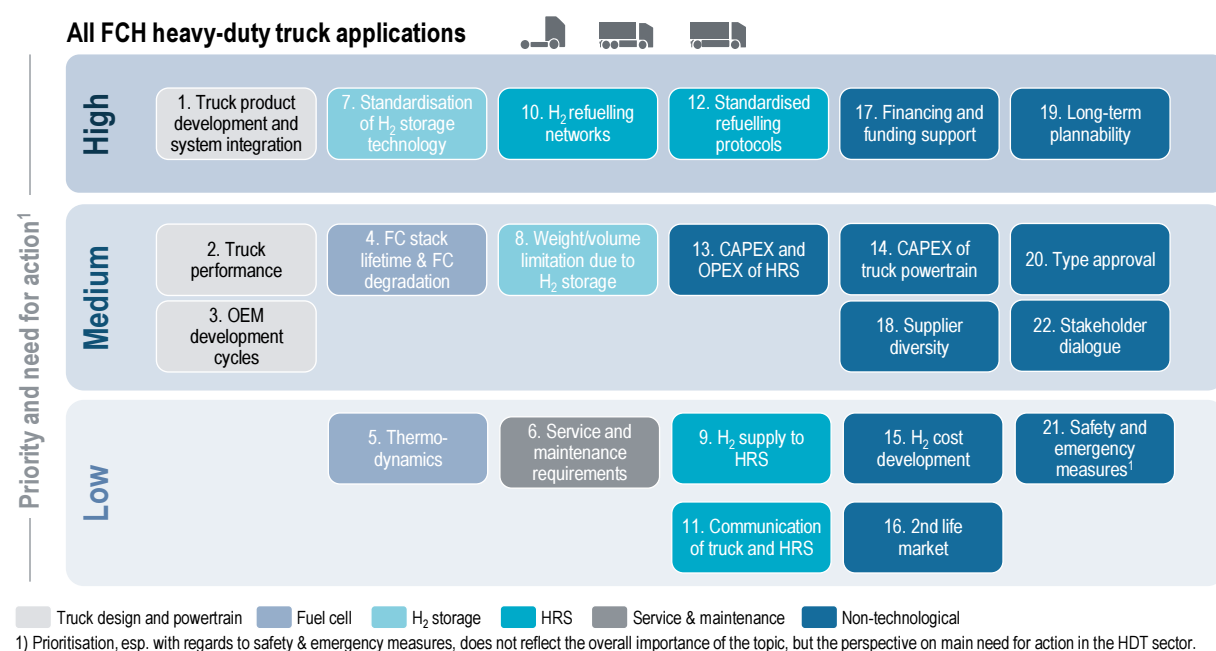 All FCH heavy-duty truck applications
Priority and need for action¹
High
1. Truck product
development and
system integration
7. Standardisation
of H₂ storage
technology
10. H₂ refuelling
networks
12. Standardised
refuelling
protocols
17. Financing and
funding support
19. Long-term
plannability
Medium
2. Truck
performance
4. FC stack
lifetime & FC
degradation
8. Weight/volume
limitation due to
H₂ storage
13. CAPEX and
OPEX of HRS
14. CAPEX of
truck powertrain
20. Type approval
3. OEM
development
cycles
18. Supplier
diversity
22. Stakeholder
dialogue
Low
5. Thermo-
dynamics
6. Service and
maintenance
requirements
9. H₂ supply to
HRS
15. H₂ cost
development
21. Safety and
emergency
measures¹
11. Communication
of truck and HRS
16. 2nd life
market
Truck design and powertrain Fuel cell H₂ storage HRS Service & maintenance Non-technological
1) Prioritisation, esp. with regards to safety & emergency measures, does not reflect the overall importance of the topic, but the perspective on main need for action in the HDT sector.